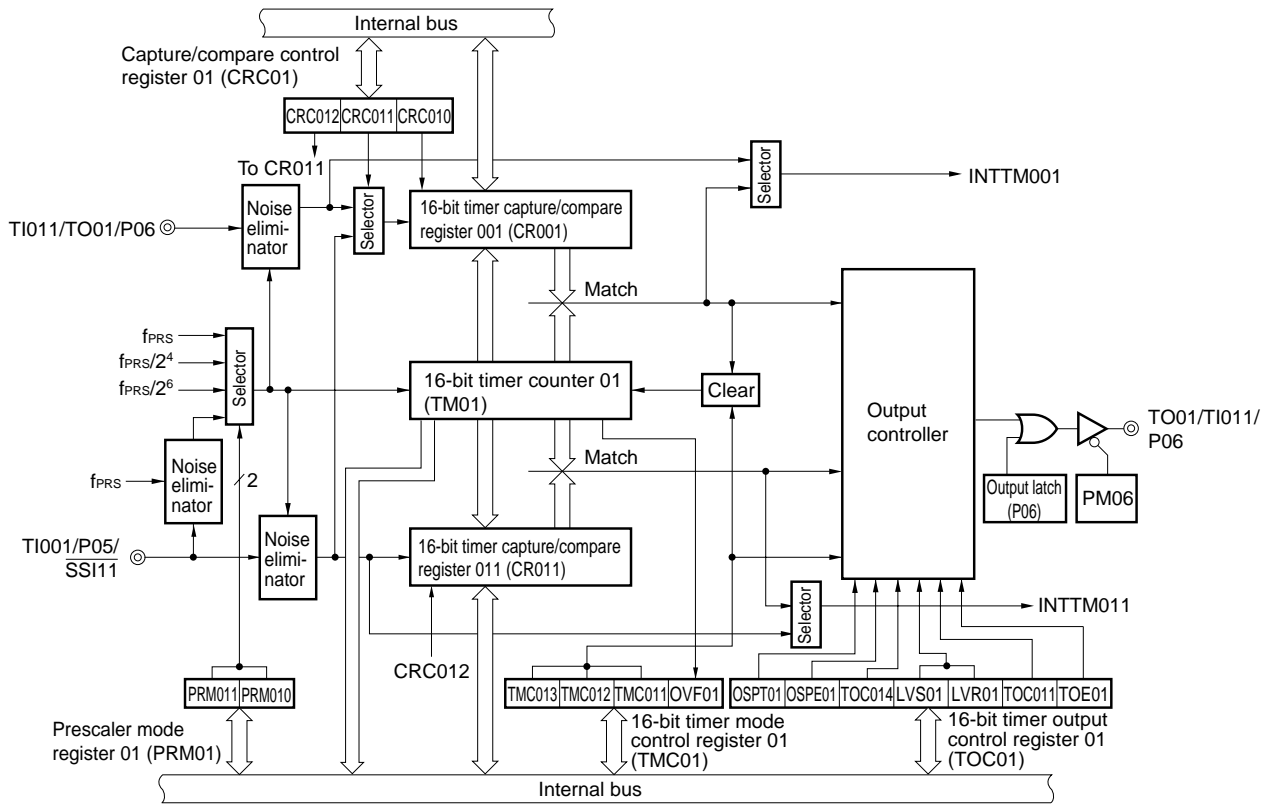 Internal bus
Capture/compare control
register 01 (CRC01)
CRC012 CRC011 CRC010
To CR011
Selector
INTTM001
Noise
elimi-
nator
Selector
16-bit timer capture/compare
register 001 (CR001)
TI011/TO01/P06
Match
fPRS
fPRS/2⁴
fPRS/2⁶
Selector
16-bit timer counter 01
(TM01)
Clear
Output
controller
TO01/TI011/
P06
fPRS
Noise
elimi-
nator
2
Match
Output latch
(P06)
PM06
TI001/P05/
SSI11
Noise
elimi-
nator
16-bit timer capture/compare
register 011 (CR011)
Selector
INTTM011
CRC012
PRM011 PRM010
TMC013 TMC012 TMC011 OVF01
OSPT01 OSPE01 TOC014 LVS01 LVR01 TOC011 TOE01
Prescaler mode
register 01 (PRM01)
16-bit timer mode
control register 01
(TMC01)
16-bit timer output
control register 01
(TOC01)
Internal bus